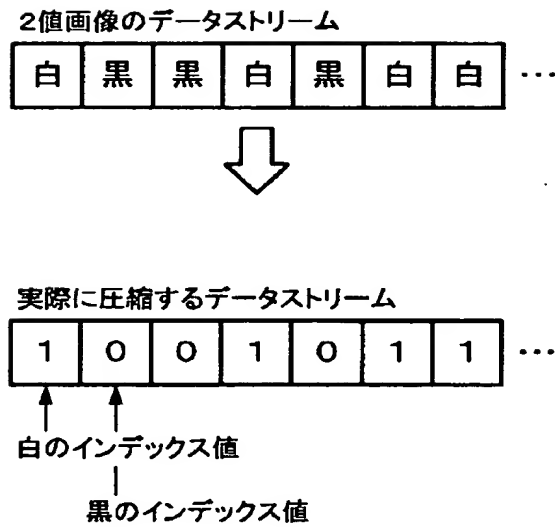 2値画像のデータストリーム
白 黒 黒 白 黒 白 白 …
実際に圧縮するデータストリーム
1 0 0 1 0 1 1 …
白のインデックス値
黒のインデックス値